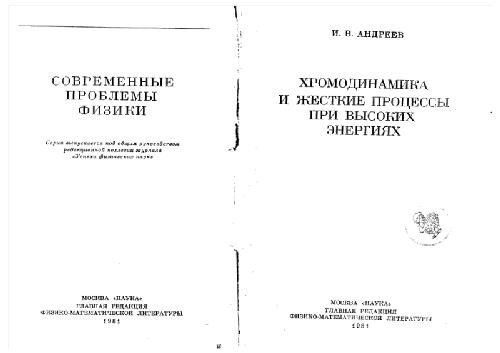 СОВРЕМЕННЫЕ
ПРОБЛЕМЫ
ФИЗИКИ
Серия выпускается под общим руководством
редакционной коллегии журнала
«Успехи физических наук»
МОСКВА «НАУКА»
ГЛАВНАЯ РЕДАКЦИЯ
ФИЗИКО-МАТЕМАТИЧЕСКОЙ ЛИТЕРАТУРЫ
1981
И. В. АНДРЕЕВ
ХРОМОДИНАМИКА
И ЖЕСТКИЕ ПРОЦЕССЫ
ПРИ ВЫСОКИХ
ЭНЕРГИЯХ
МОСКВА «НАУКА»
ГЛАВНАЯ РЕДАКЦИЯ
ФИЗИКО-МАТЕМАТИЧЕСКОЙ ЛИТЕРАТУРЫ
1981